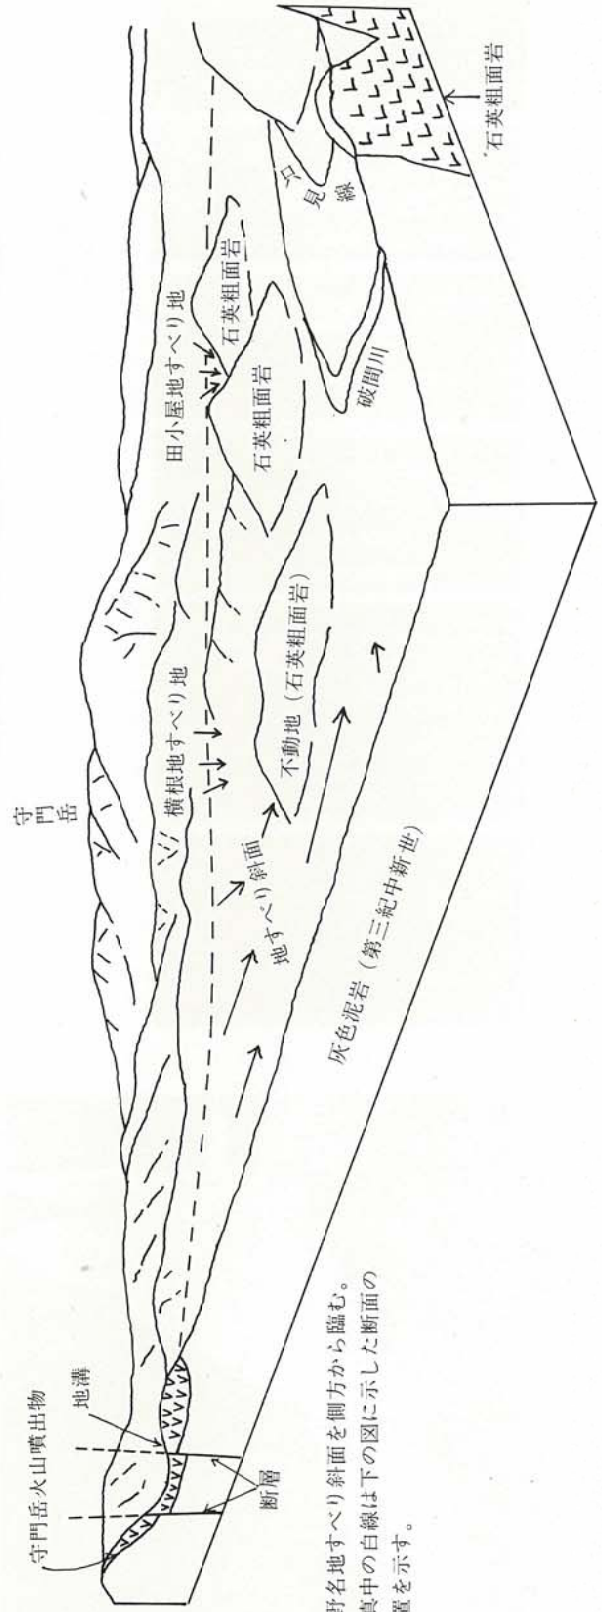 守門岳
守門岳火山噴出物
地溝
断層
横根地すべり地
田小屋地すべり地
石英粗面岩
石英粗面岩
不動地（石英粗面岩）
地すべり斜面
只見線
破間川
石英粗面岩
灰色泥岩（第三紀中新世）
野名地すべり斜面を側方から臨む。
真中の白線は下の図に示した断面の
置を示す。